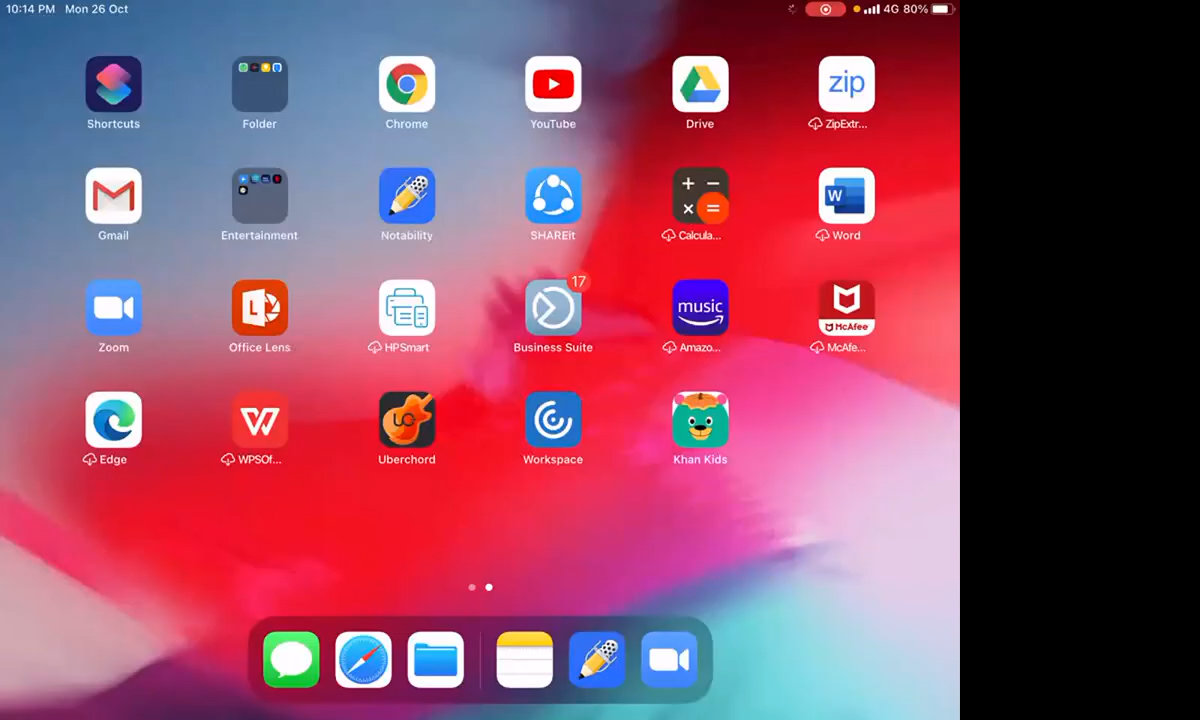 10:14 PM Mon 26 Oct
4G 80%
Shortcuts
Folder
Chrome
YouTube
Drive
zip
ZipExtr...
Gmail
Entertainment
Notability
SHAREit
Calcula...
W
Word
Zoom
L
Office Lens
HPSmart
17
Business Suite
music
Amazo...
McAfee
McAfe...
Edge
W
WPSOf...
UC
Uberchord
Workspace
Khan Kids